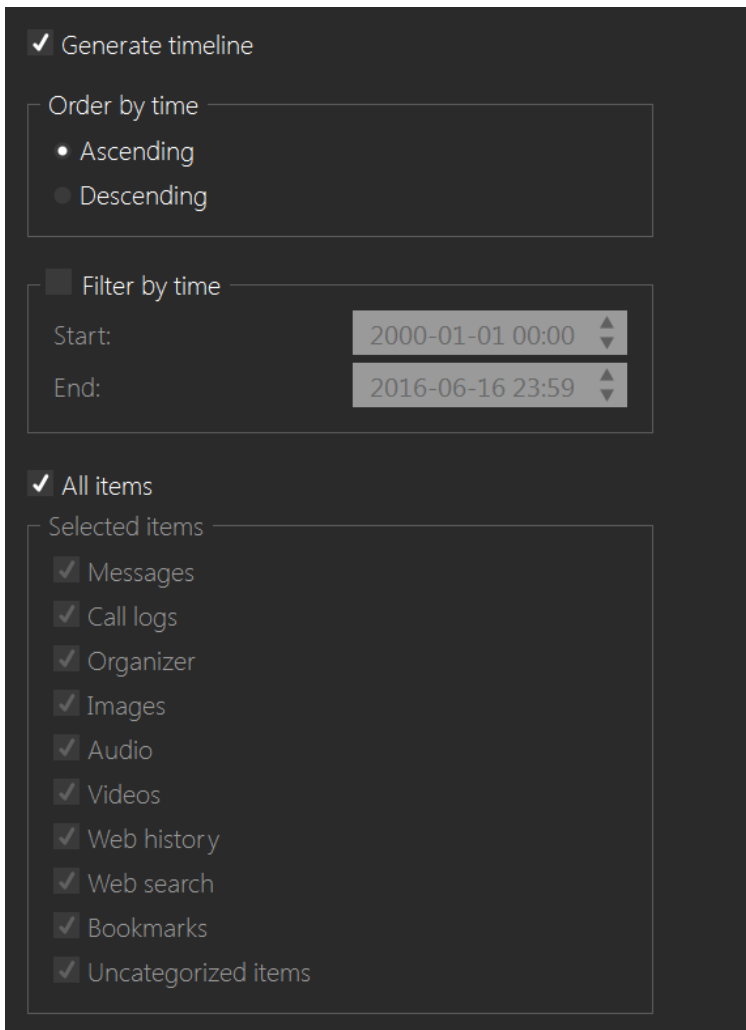 Generate timeline
Order by time
Ascending
Descending
Filter by time
Start: 2000-01-01 00:00
End: 2016-06-16 23:59
All items
Selected items
Messages
Call logs
Organizer
Images
Audio
Videos
Web history
Web search
Bookmarks
Uncategorized items